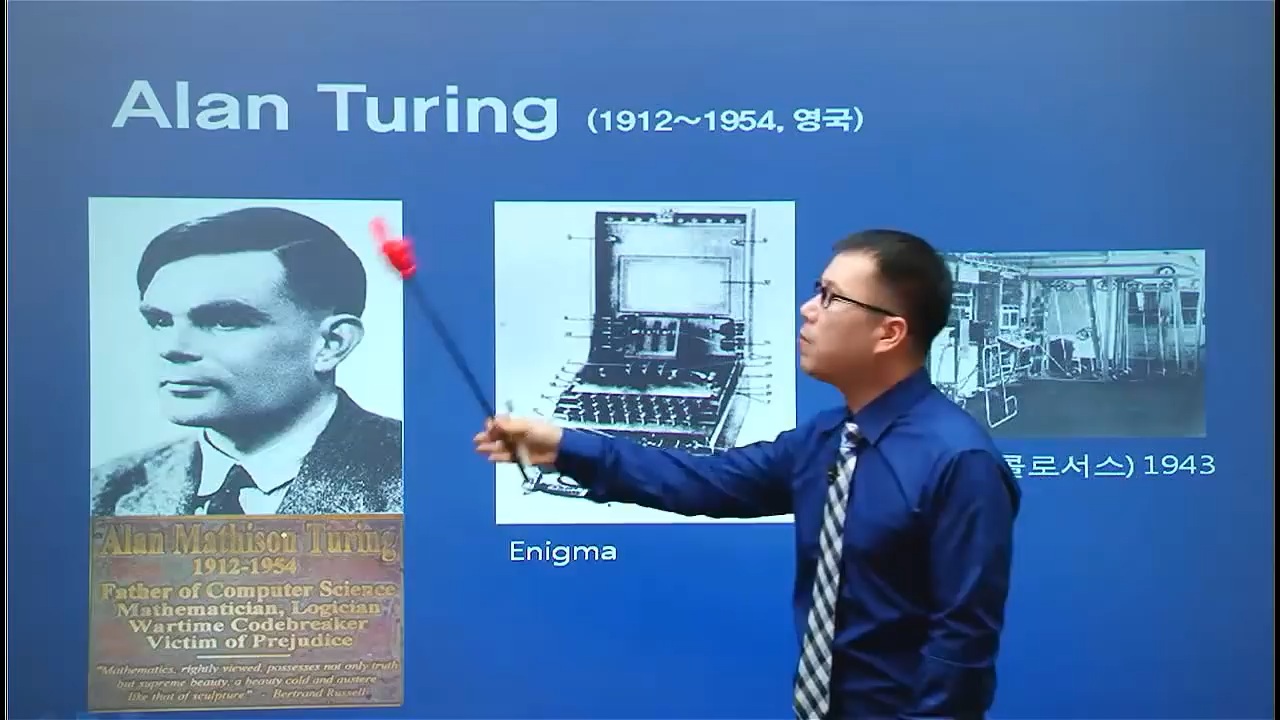 Alan Turing (1912~1954, 영국)
Alan Mathison Turing
1912-1954
Father of Computer Science
Mathematician, Logician
Wartime Codebreaker
Victim of Prejudice
"Mathematics, rightly viewed, possesses not only truth
but supreme beauty, a beauty cold and austere
like that of sculpture." - Bertrand Russell
Enigma
콜로서스) 1943